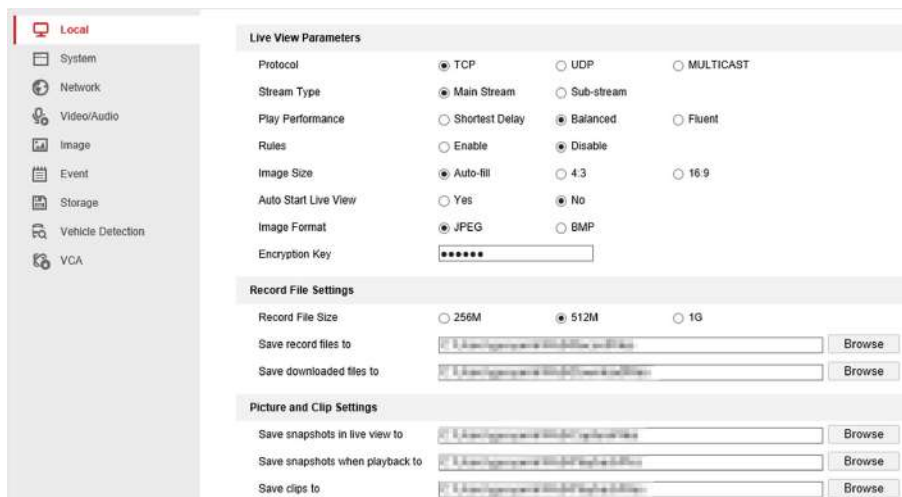 Local
System
Network
Video/Audio
Image
Event
Storage
Vehicle Detection
VCA
Live View Parameters
Protocol TCP UDP MULTICAST
Stream Type Main Stream Sub-stream
Play Performance Shortest Delay Balanced Fluent
Rules Enable Disable
Image Size Auto-fill 4:3 16:9
Auto Start Live View Yes No
Image Format JPEG BMP
Encryption Key ●●●●●●
Record File Settings
Record File Size 256M 512M 1G
Save record files to Browse
Save downloaded files to Browse
Picture and Clip Settings
Save snapshots in live view to Browse
Save snapshots when playback to Browse
Save clips to Browse